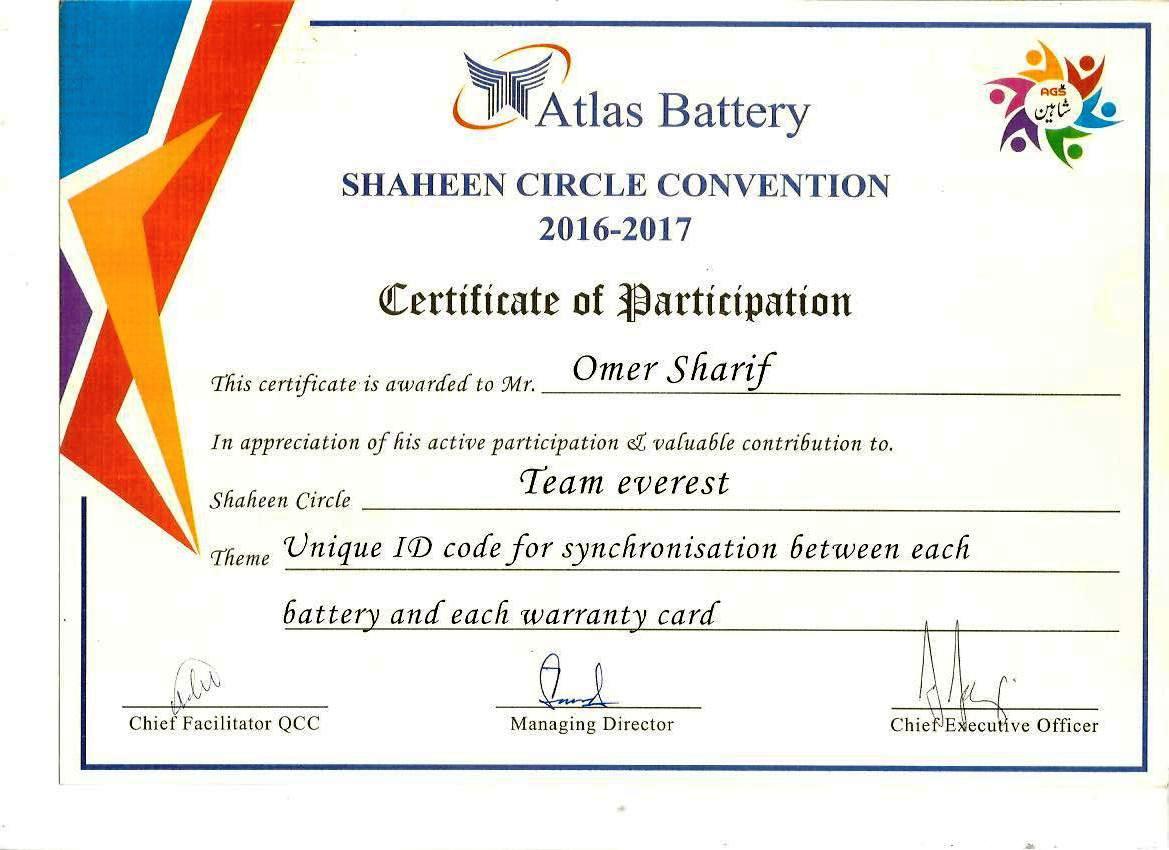 Atlas Battery
AGS
شاہین
SHAHEEN CIRCLE CONVENTION
2016-2017
Certificate of Participation
This certificate is awarded to Mr. Omer Sharif
In appreciation of his active participation & valuable contribution to.
Shaheen Circle Team everest
Theme Unique ID code for synchronisation between each
battery and each warranty card
Chief Facilitator QCC Managing Director Chief Executive Officer